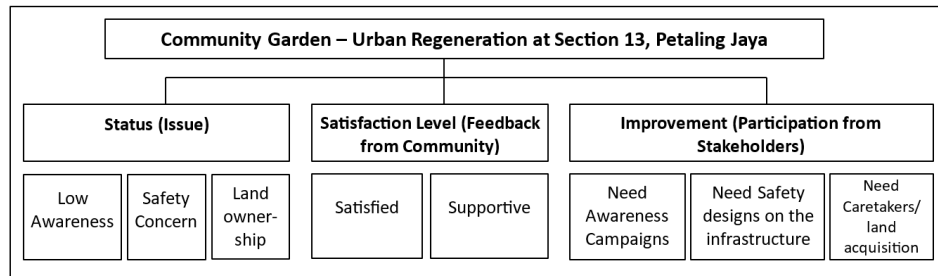 Community Garden – Urban Regeneration at Section 13, Petaling Jaya
Status (Issue)
Satisfaction Level (Feedback
from Community)
Improvement (Participation from
Stakeholders)
Low
Awareness
Safety
Concern
Land
owner-
ship
Satisfied
Supportive
Need
Awareness
Campaigns
Need Safety
designs on the
infrastructure
Need
Caretakers/
land
acquisition